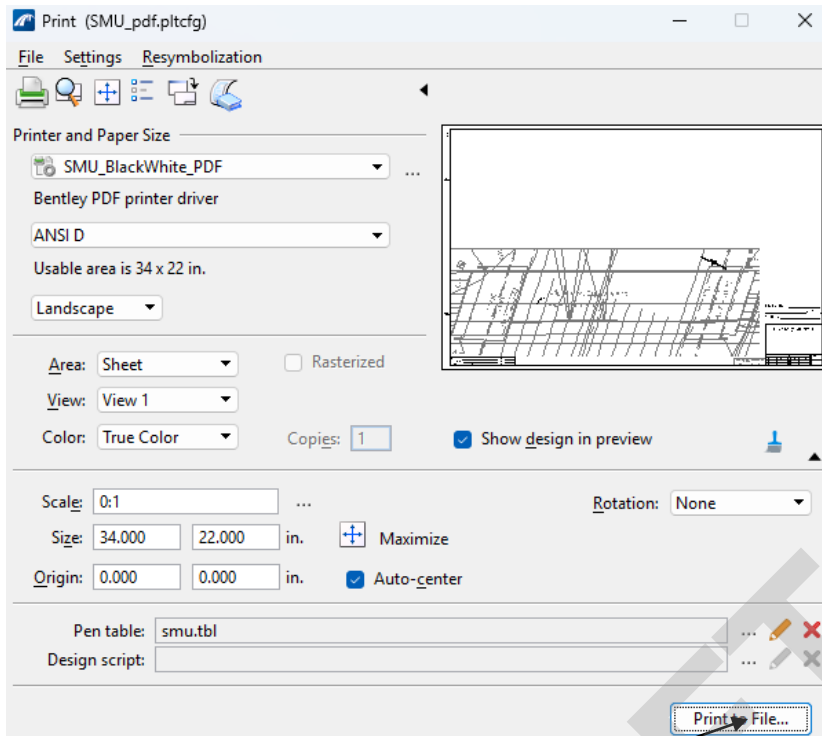 Print (SMU_pdf.pltcfg)
File Settings Resymbolization
Printer and Paper Size
SMU_BlackWhite_PDF ...
Bentley PDF printer driver
ANSI D
Usable area is 34 x 22 in.
Landscape
Area: Sheet Rasterized
View: View 1
Color: True Color Copies: 1 Show design in preview
Scale: 0:1 ... Rotation: None
Size: 34.000 22.000 in. Maximize
Origin: 0.000 0.000 in. Auto-center
Pen table: smu.tbl ...
Design script: ...
Print to File...